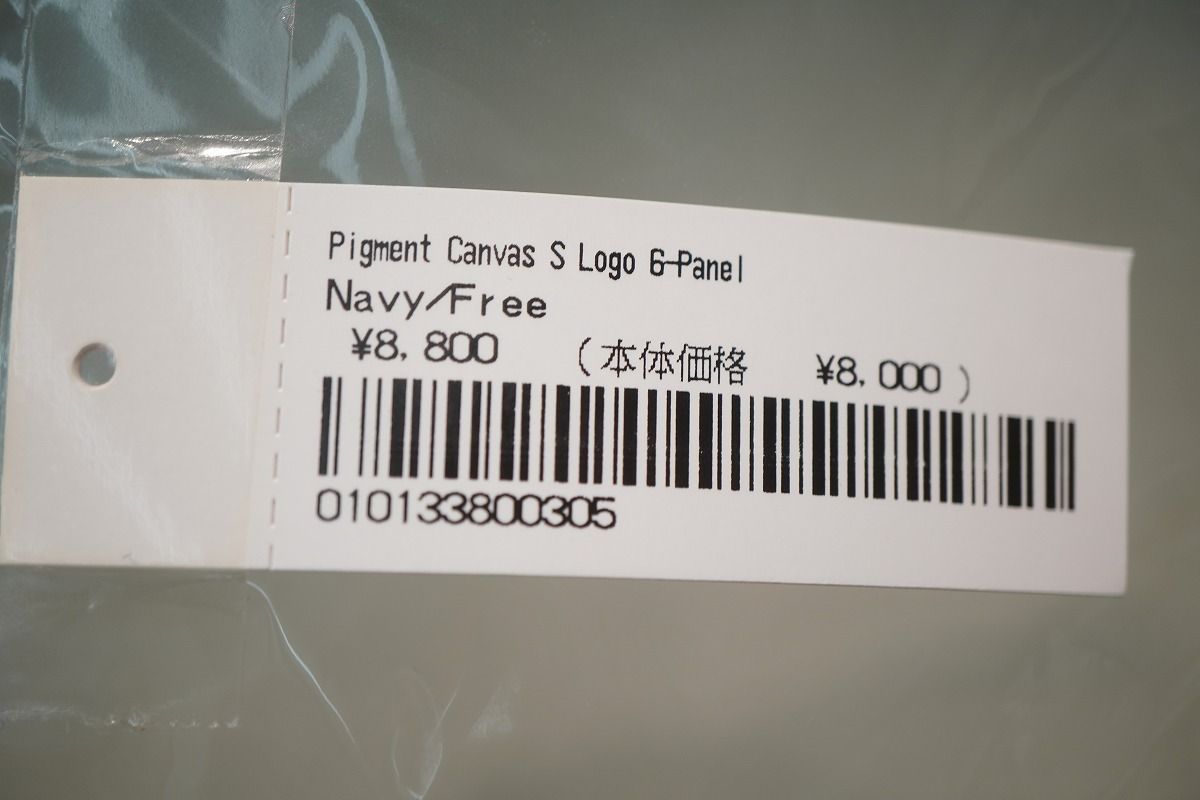 Pigment Canvas S Logo 6-Panel
Navy/Free
¥8,800 (本体価格 ¥8,000 )
010133800305